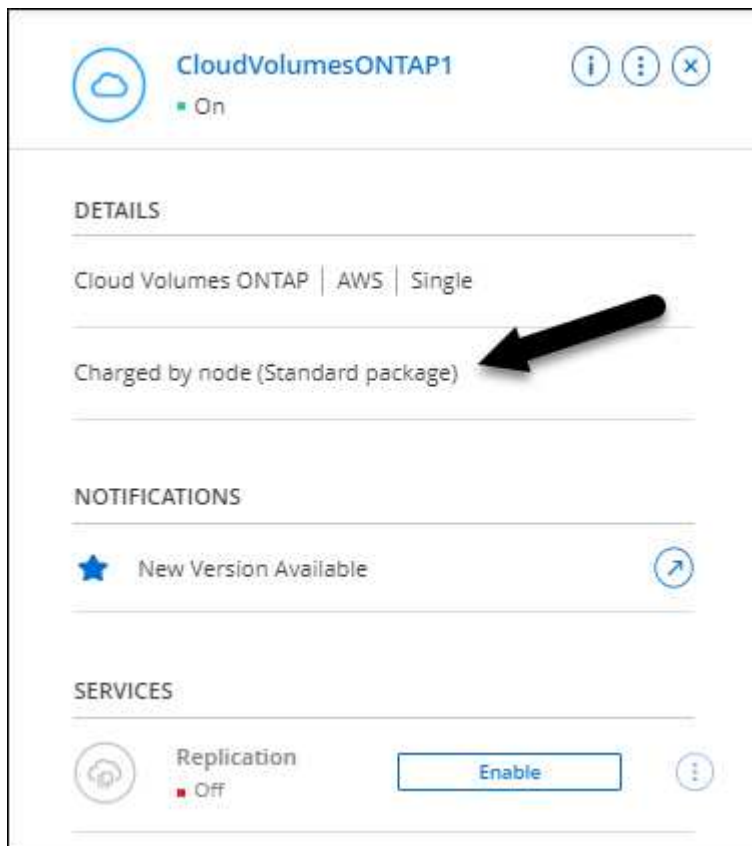 CloudVolumesONTAP1
On
DETAILS
Cloud Volumes ONTAP | AWS | Single
Charged by node (Standard package)
NOTIFICATIONS
New Version Available
SERVICES
Replication
Enable
Off